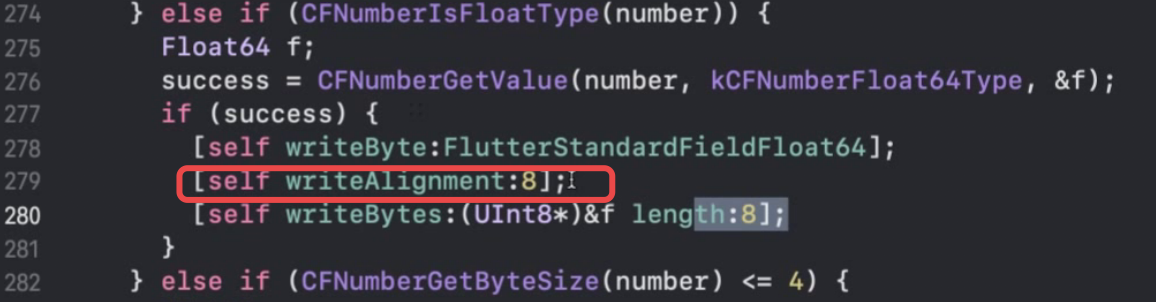 274 } else if (CFNumberIsFloatType(number)) {
275 Float64 f;
276 success = CFNumberGetValue(number, kCFNumberFloat64Type, &f);
277 if (success) {
278 [self writeByte:FlutterStandardFieldFloat64];
279 [self writeAlignment:8];
280 [self writeBytes:(UInt8*)&f length:8];
281 }
282 } else if (CFNumberGetByteSize(number) <= 4) {